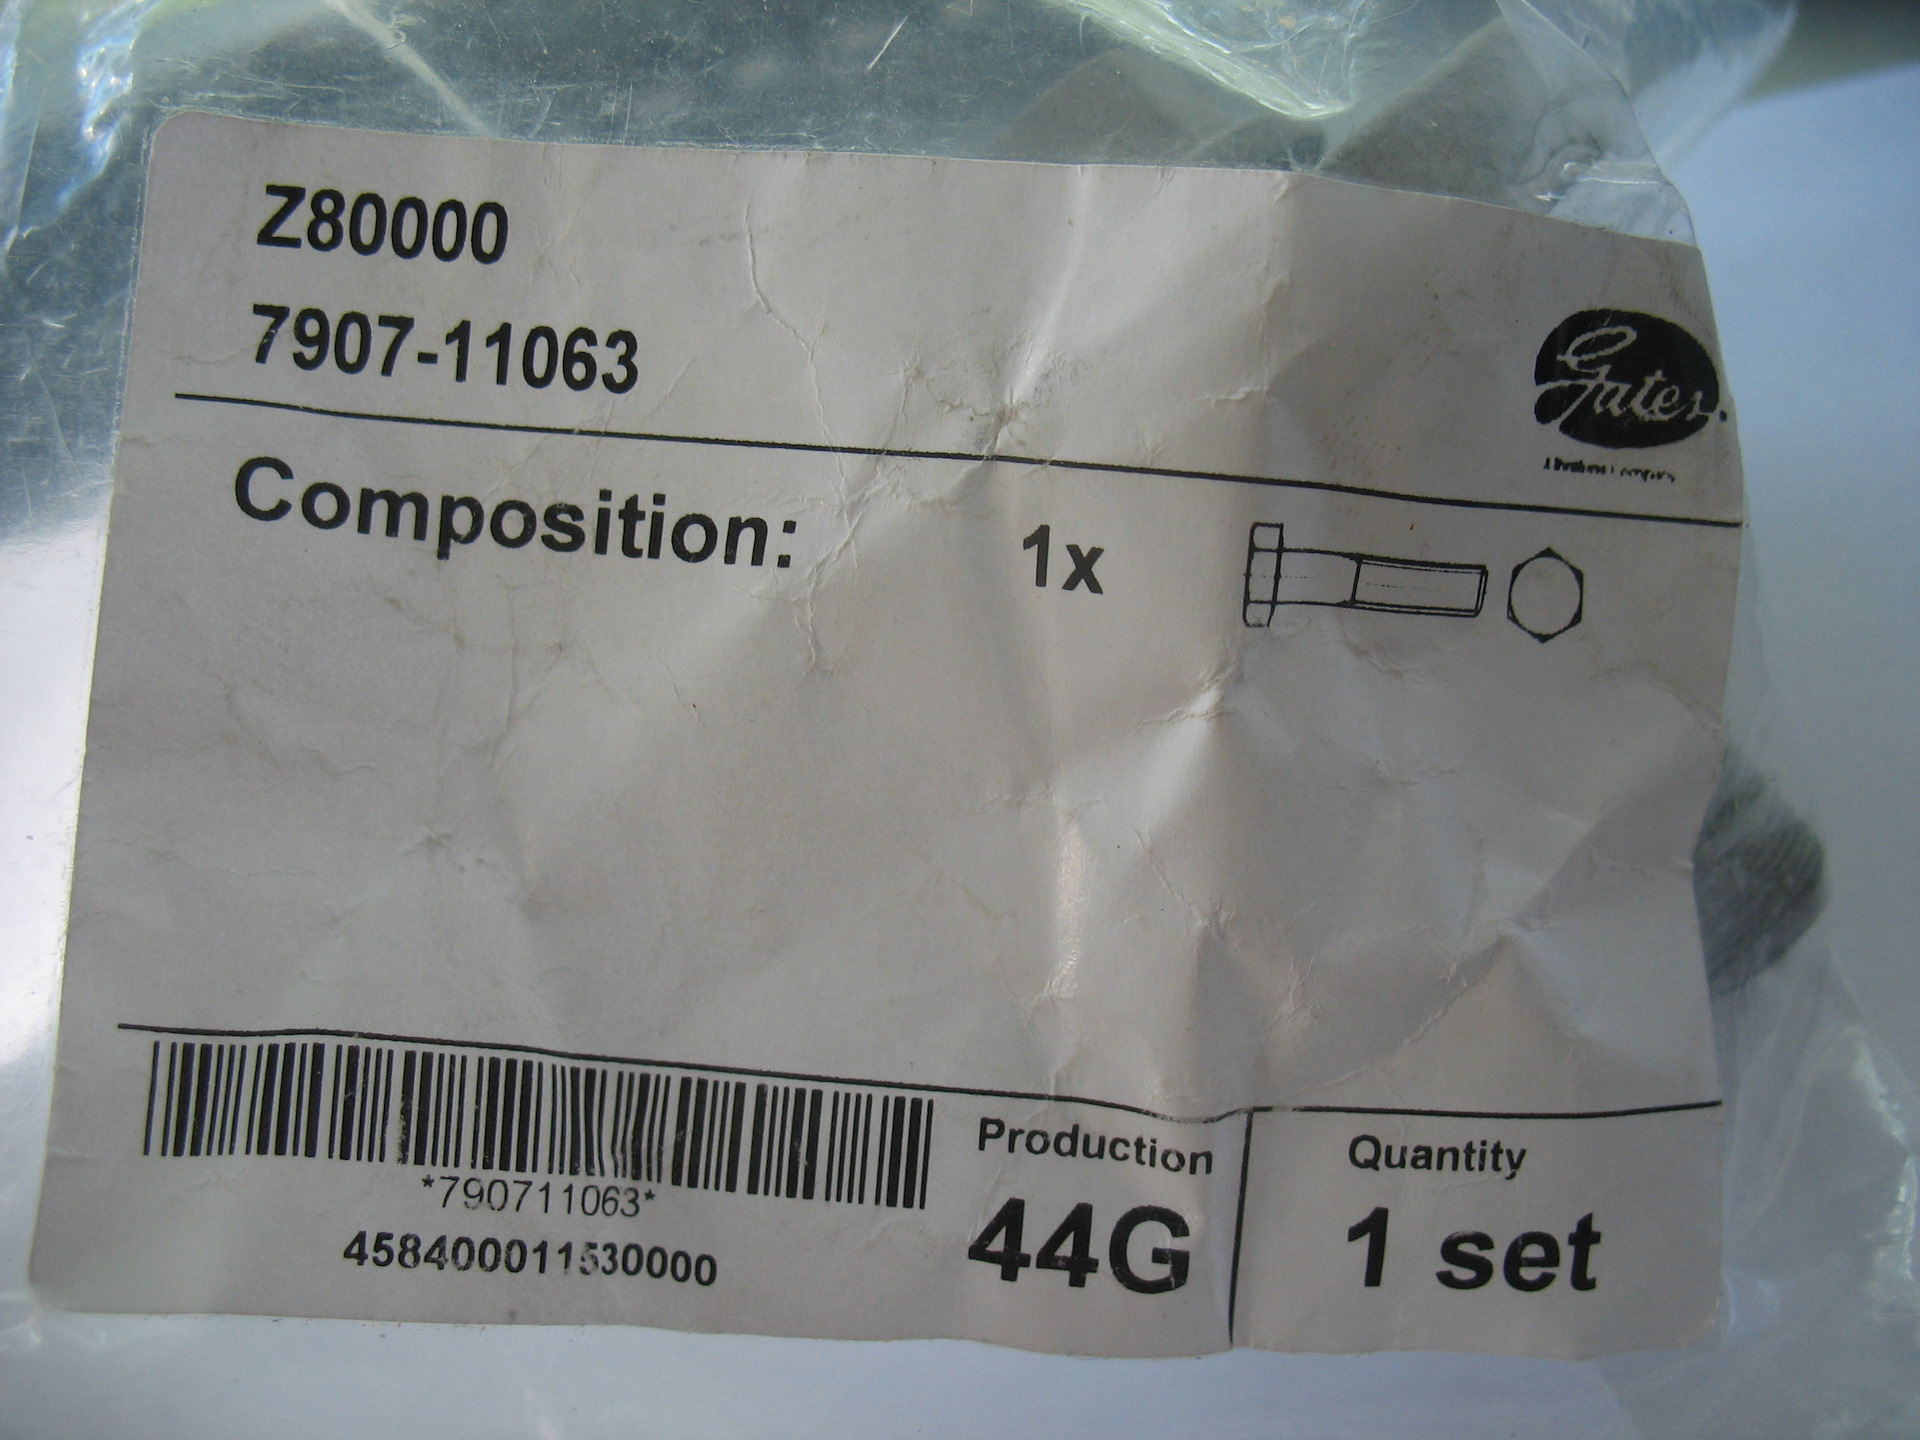 Z80000
7907-11063
Gates
Composition:
1x
*790711063*
458400011530000
Production
44G
Quantity
1 set